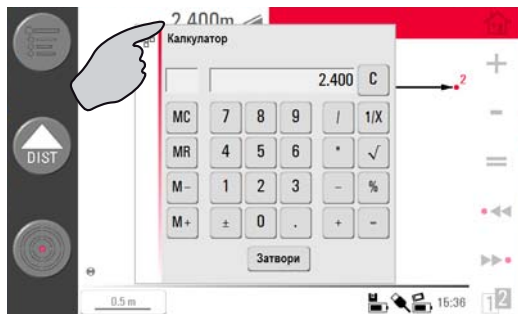 2.400m
Калкулатор
2.400 C
2
MC 7 8 9 / 1/X
MR 4 5 6 * √
DIST
M- 1 2 3 - %
M+ ± 0 . + =
Затвори
0.5 m
15:36
1 2